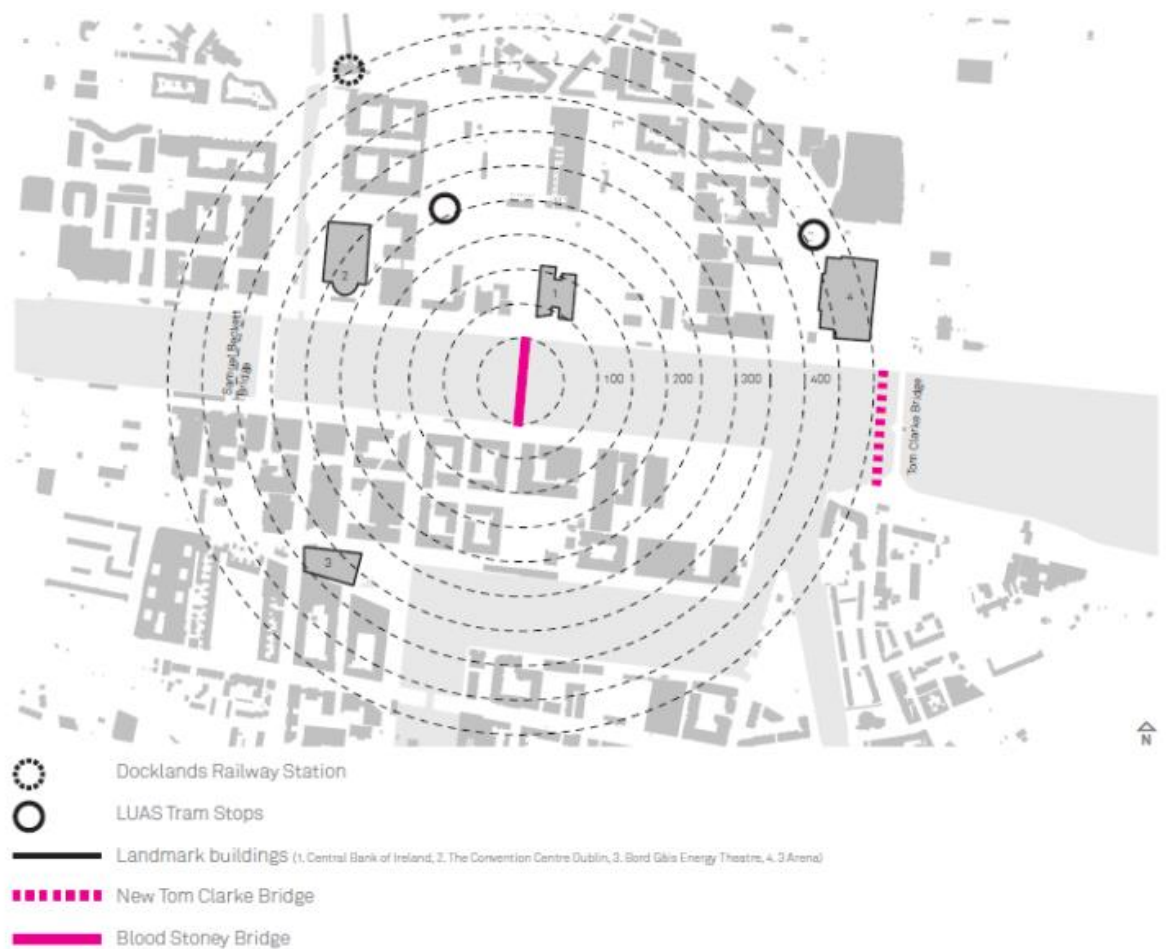 2
1
4
Samuel Beckett
Bridge
100
200
300
400
Tom Clarke Bridge
3
N
Docklands Railway Station
LUAS Tram Stops
Landmark buildings (1. Central Bank of Ireland, 2. The Convention Centre Dublin, 3. Bord Gáis Energy Theatre, 4. 3Arena)
New Tom Clarke Bridge
Blood Stoney Bridge